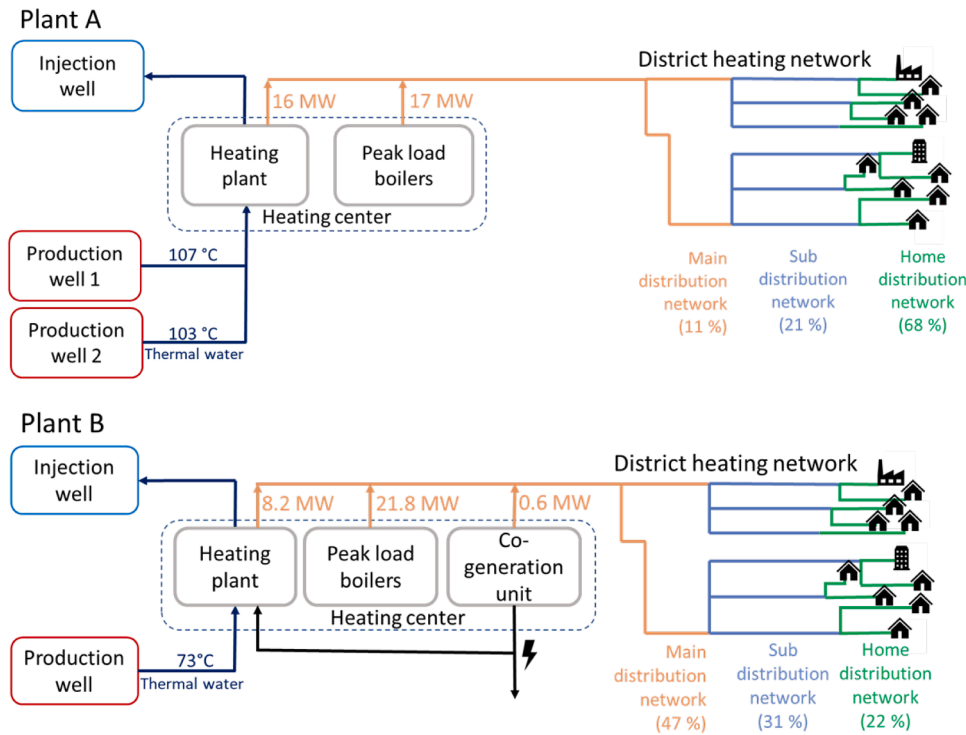 Plant A
Injection
well
District heating network
16 MW
17 MW
Heating
plant
Peak load
boilers
Heating center
Production
well 1
107 °C
Production
well 2
103 °C
Thermal water
Main
distribution
network
(11 %)
Sub
distribution
network
(21 %)
Home
distribution
network
(68 %)
Plant B
Injection
well
District heating network
8.2 MW
21.8 MW
0.6 MW
Heating
plant
Peak load
boilers
Co-
generation
unit
Heating center
Production
well
73°C
Thermal water
Main
distribution
network
(47 %)
Sub
distribution
network
(31 %)
Home
distribution
network
(22 %)